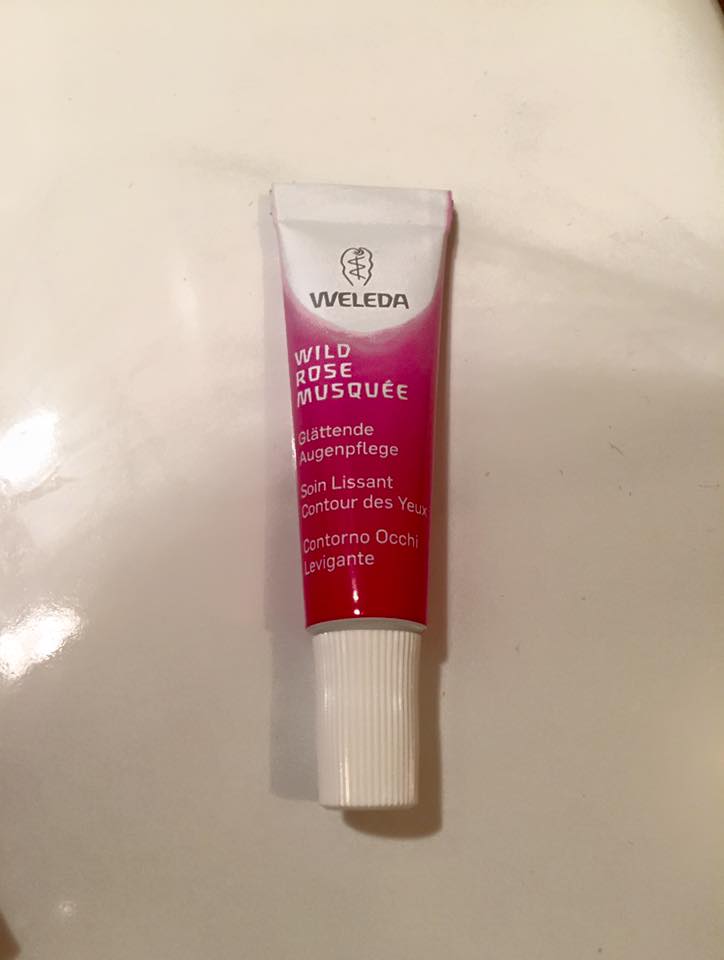 WELEDA
WILD
ROSE
MUSQUÉE
Glättende
Augenpflege
Soin Lissant
Contour des Yeux
Contorno Occhi
Levigante